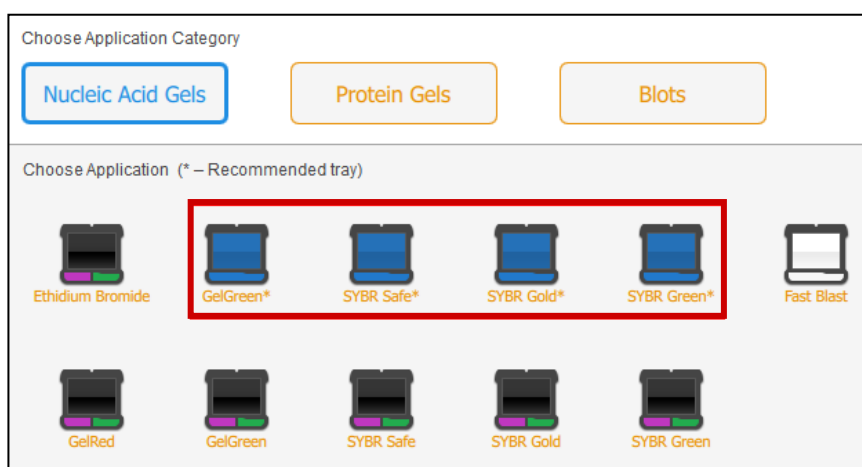 Choose Application Category
Nucleic Acid Gels
Protein Gels
Blots
Choose Application (* – Recommended tray)
Ethidium Bromide
GelGreen*
SYBR Safe*
SYBR Gold*
SYBR Green*
Fast Blast
GelRed
GelGreen
SYBR Safe
SYBR Gold
SYBR Green